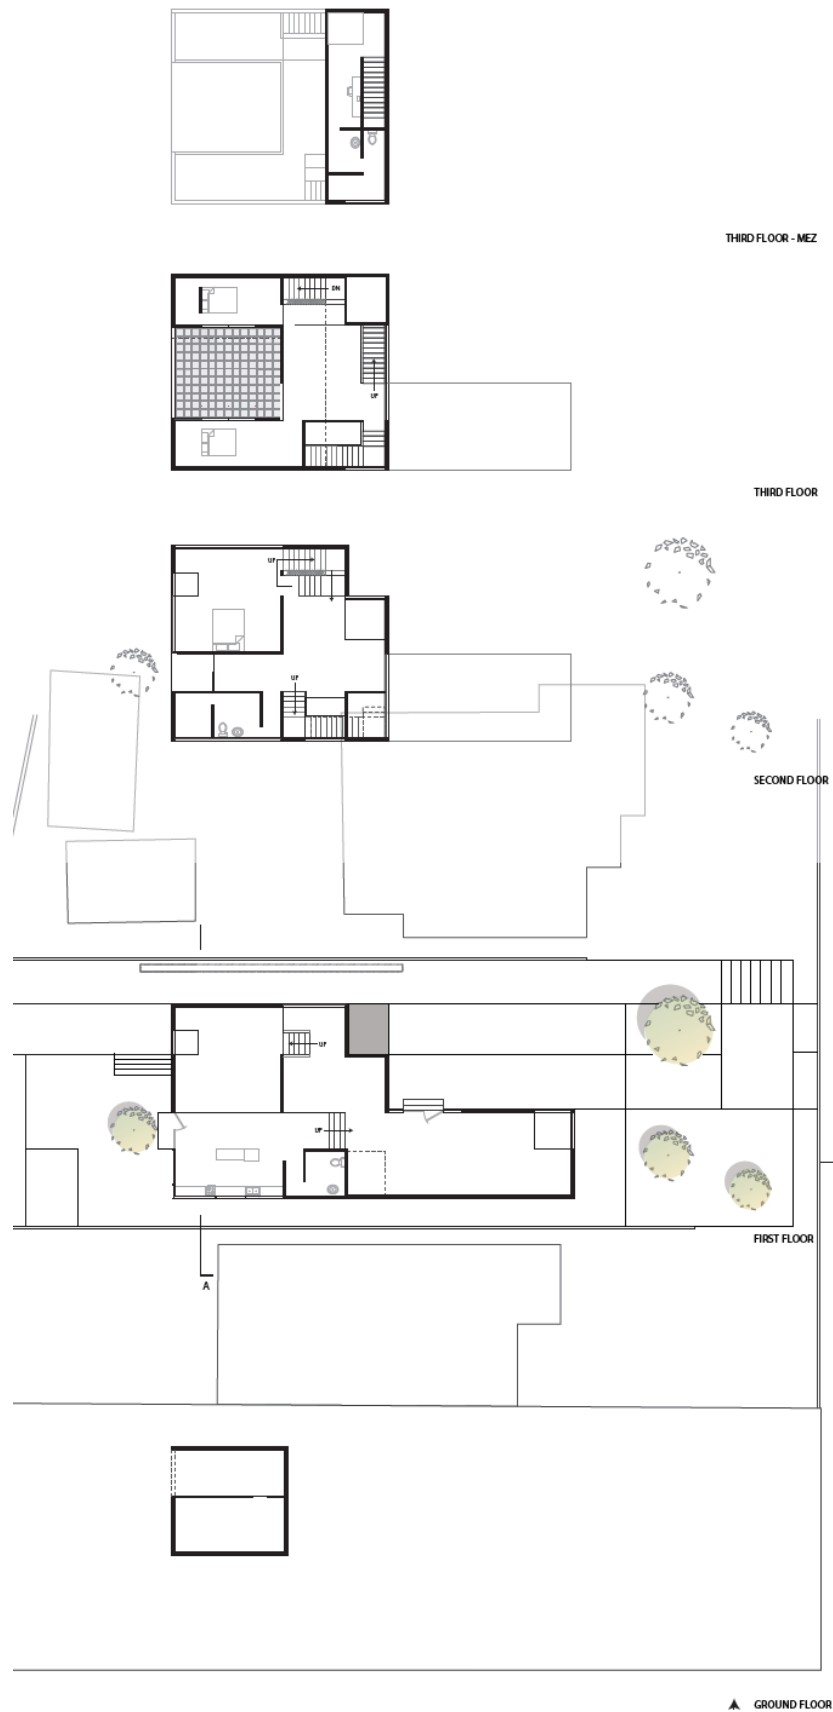 THIRD FLOOR - MEZ
DN
UP
THIRD FLOOR
UP
UP
SECOND FLOOR
UP
UP
FIRST FLOOR
A
GROUND FLOOR